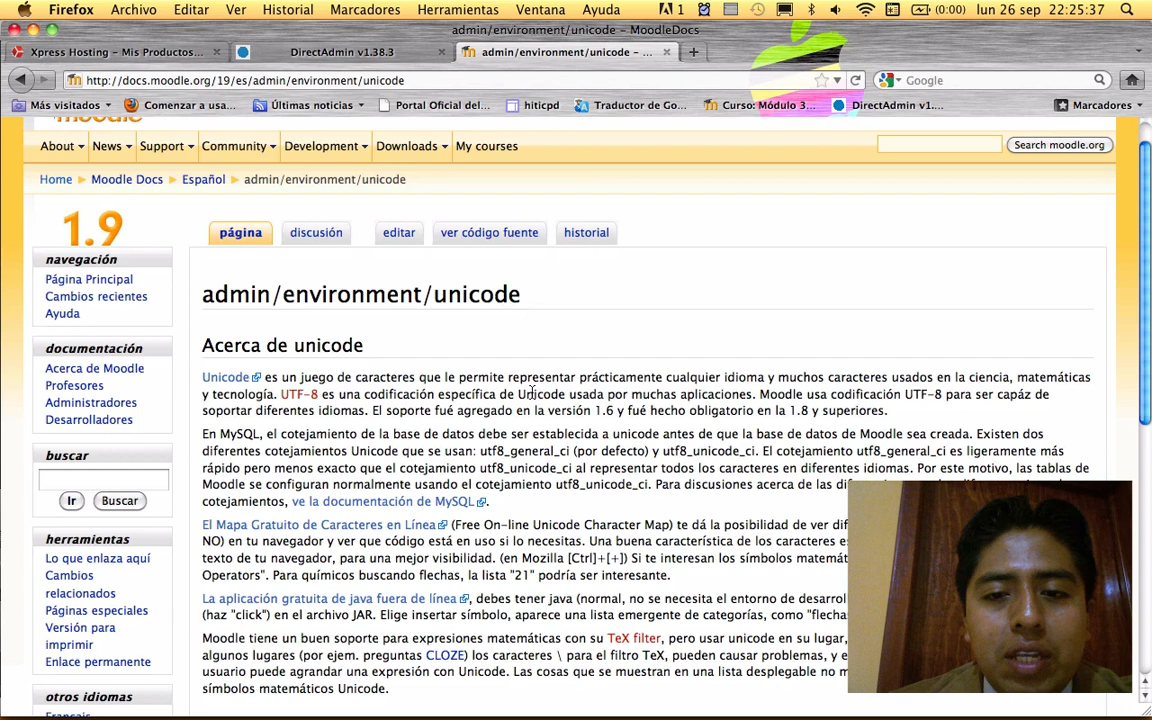 Firefox Archivo Editar Ver Historial Marcadores Herramientas Ventana Ayuda 1 (0:00) lun 26 sep 22:25:37
admin/environment/unicode - MoodleDocs
Xpress Hosting - Mis Productos... DirectAdmin v1.38.3 admin/environment/unicode - ...
http://docs.moodle.org/19/es/admin/environment/unicode Google
Más visitados Comenzar a usa... Últimas noticias Portal Oficial del... hiticpd Traductor de Go... Curso: Módulo 3... DirectAdmin v1.... Marcadores
moodle
About News Support Community Development Downloads My courses Search moodle.org
Home Moodle Docs Español admin/environment/unicode
1.9
página discusión editar ver código fuente historial
navegación
Página Principal
Cambios recientes
Ayuda
documentación
Acerca de Moodle
Profesores
Administradores
Desarrolladores
buscar
Ir Buscar
herramientas
Lo que enlaza aquí
Cambios
relacionados
Páginas especiales
Versión para
imprimir
Enlace permanente
otros idiomas
Français
admin/environment/unicode
Acerca de unicode
Unicode es un juego de caracteres que le permite representar prácticamente cualquier idioma y muchos caracteres usados en la ciencia, matemáticas
y tecnología. UTF-8 es una codificación específica de Unicode usada por muchas aplicaciones. Moodle usa codificación UTF-8 para ser capáz de
soportar diferentes idiomas. El soporte fué agregado en la versión 1.6 y fué hecho obligatorio en la 1.8 y superiores.
En MySQL, el cotejamiento de la base de datos debe ser establecida a unicode antes de que la base de datos de Moodle sea creada. Existen dos
diferentes cotejamientos Unicode que se usan: utf8_general_ci (por defecto) y utf8_unicode_ci. El cotejamiento utf8_general_ci es ligeramente más
rápido pero menos exacto que el cotejamiento utf8_unicode_ci al representar todos los caracteres en diferentes idiomas. Por este motivo, las tablas de
Moodle se configuran normalmente usando el cotejamiento utf8_unicode_ci. Para discusiones acerca de las
cotejamientos, ve la documentación de MySQL.
El Mapa Gratuito de Caracteres en Línea (Free On-line Unicode Character Map) te dá la posibilidad de ver
NO) en tu navegador y ver que código está en uso si lo necesitas. Una buena característica de los caracteres
texto de tu navegador, para una mejor visibilidad. (en Mozilla [Ctrl]+[+]) Si te interesan los símbolos
Operators". Para químicos buscando flechas, la lista "21" podría ser interesante.
La aplicación gratuita de java fuera de línea, debes tener java (normal, no se necesita el entorno de
(haz "click") en el archivo JAR. Elige insertar símbolo, aparece una lista emergente de categorías, como "flechas
Moodle tiene un buen soporte para expresiones matemáticas con su TeX filter, pero usar unicode en su lugar,
algunos lugares (por ejem. preguntas CLOZE) los caracteres \ para el filtro TeX, pueden causar problemas, y
usuario puede agrandar una expresión con Unicode. Las cosas que se muestran en una lista desplegable
símbolos matemáticos Unicode.